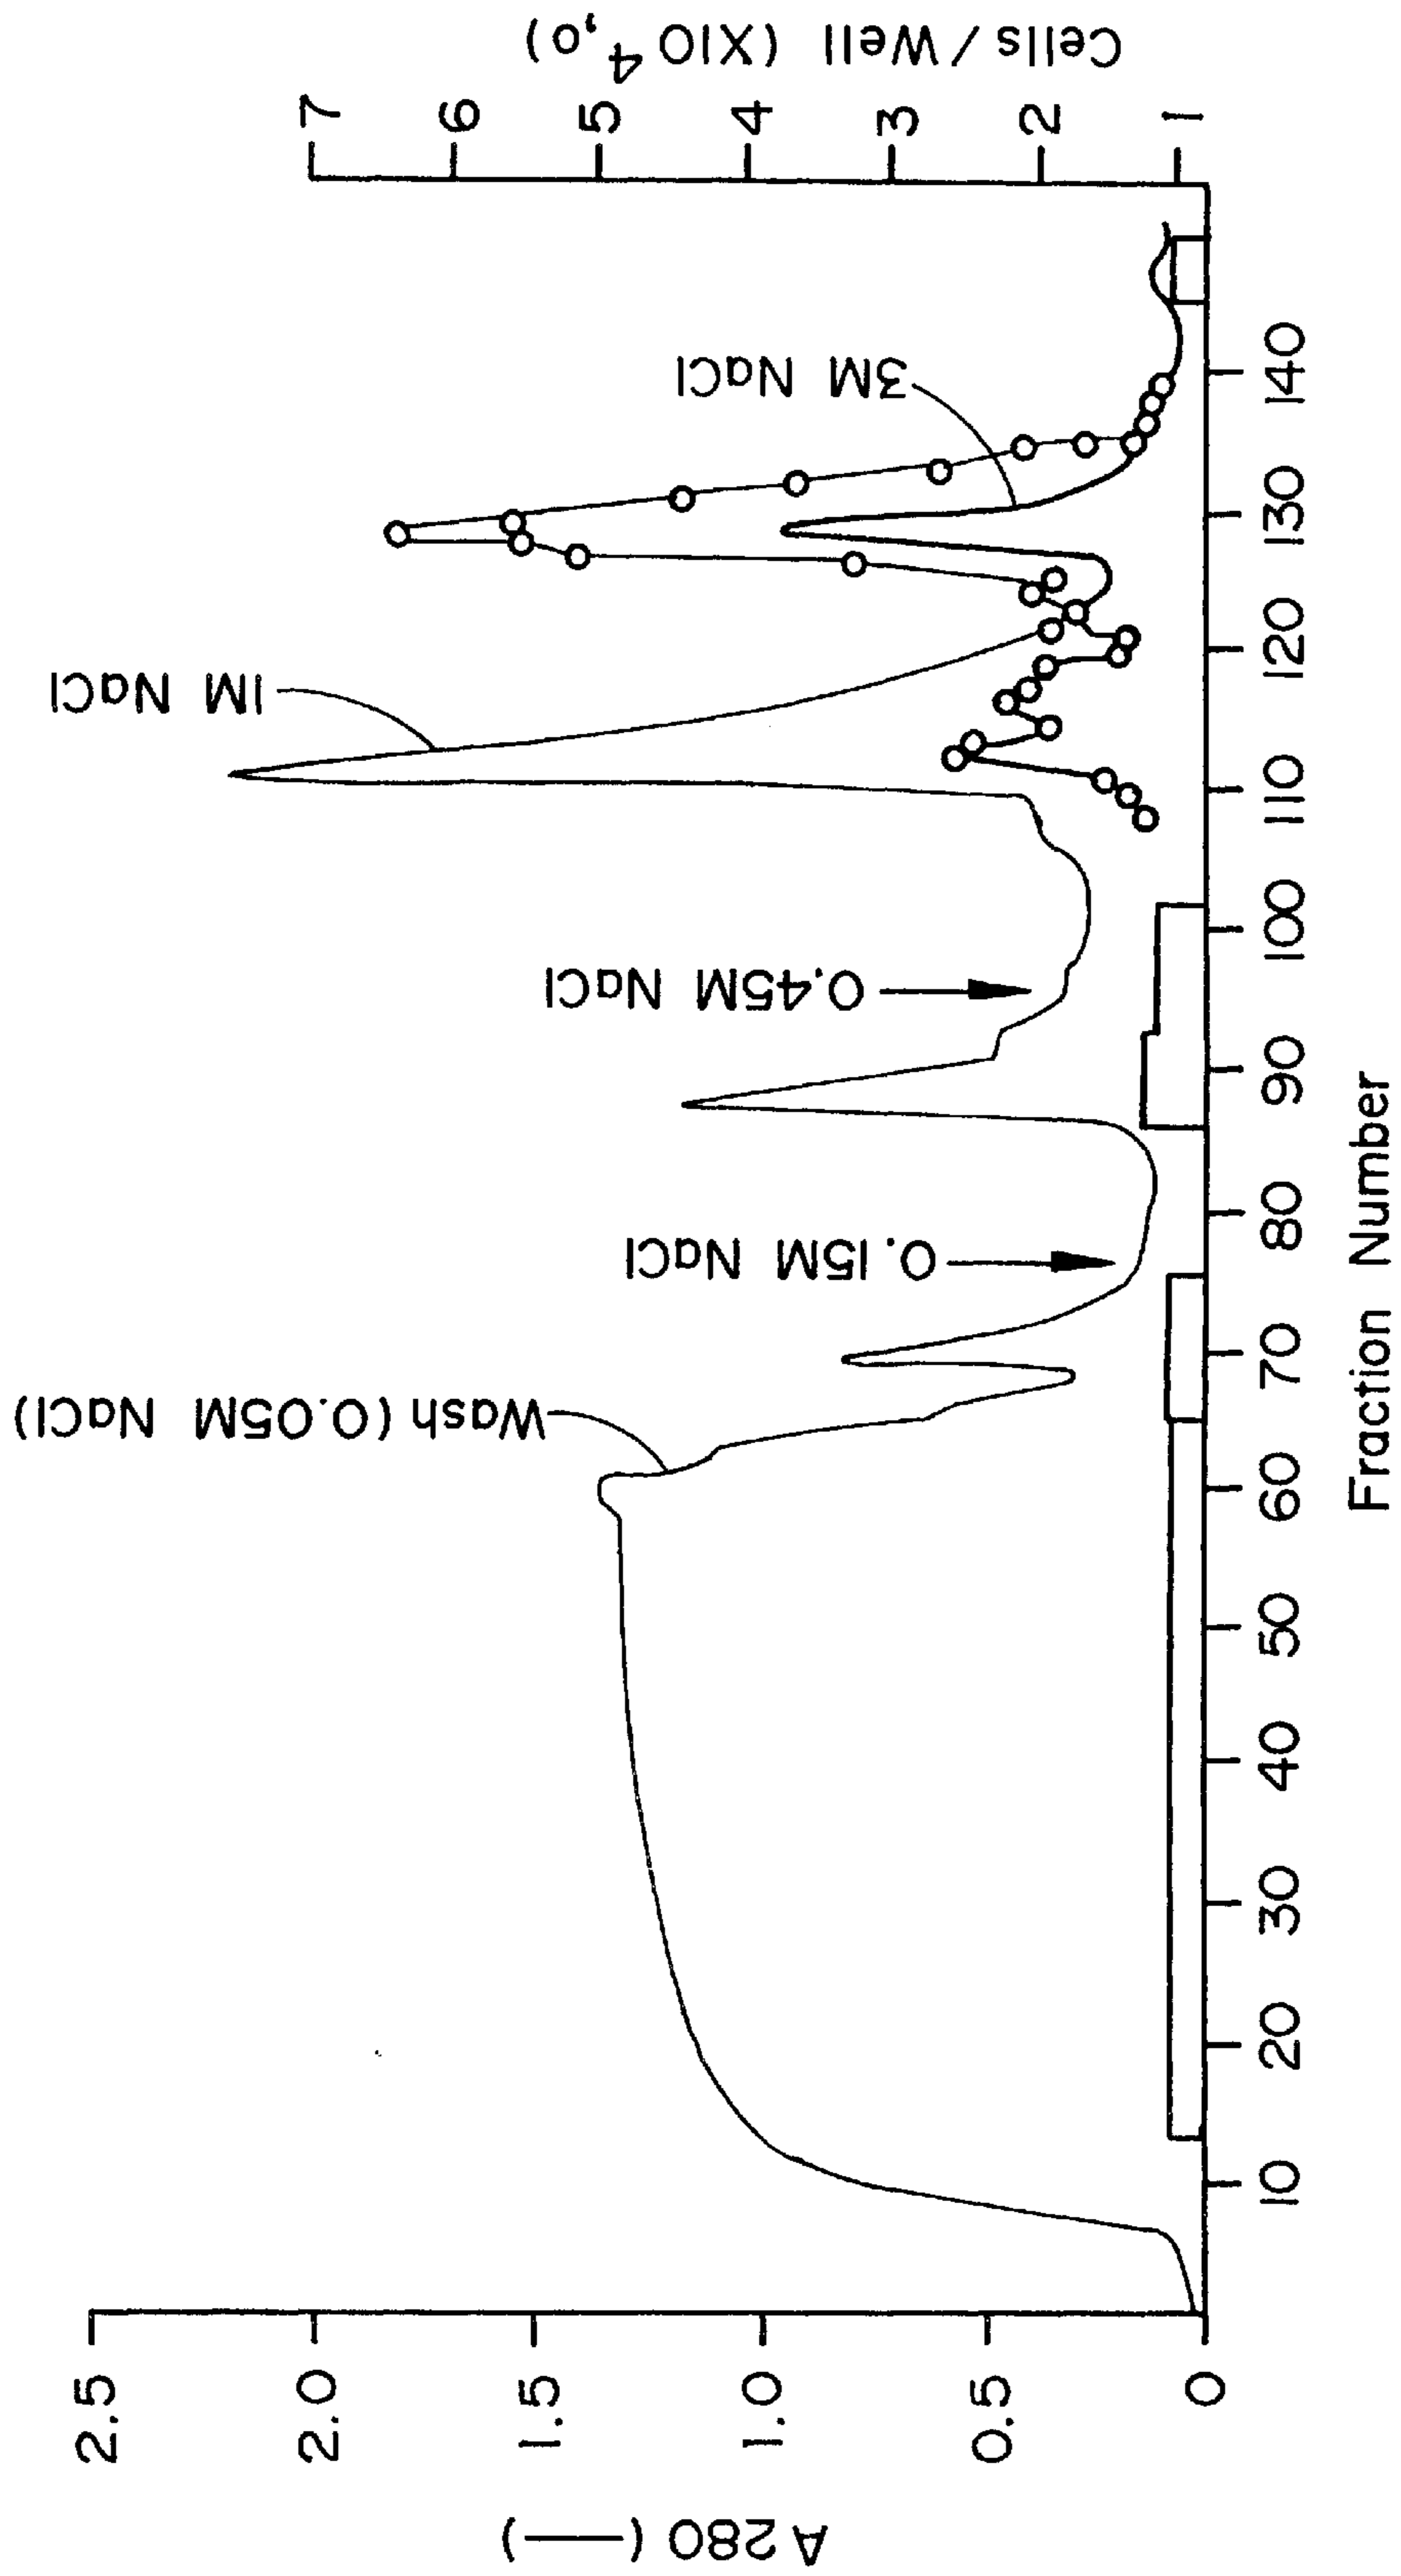 A 280 (—)
2.5
2.0
1.5
1.0
0.5
0
Wash (0.05M NaCl)
0.15M NaCl
0.45M NaCl
1M NaCl
3M NaCl
Cells / Well (X10⁴,o)
7
6
5
4
3
2
1
10 20 30 40 50 60 70 80 90 100 110 120 130 140
Fraction Number